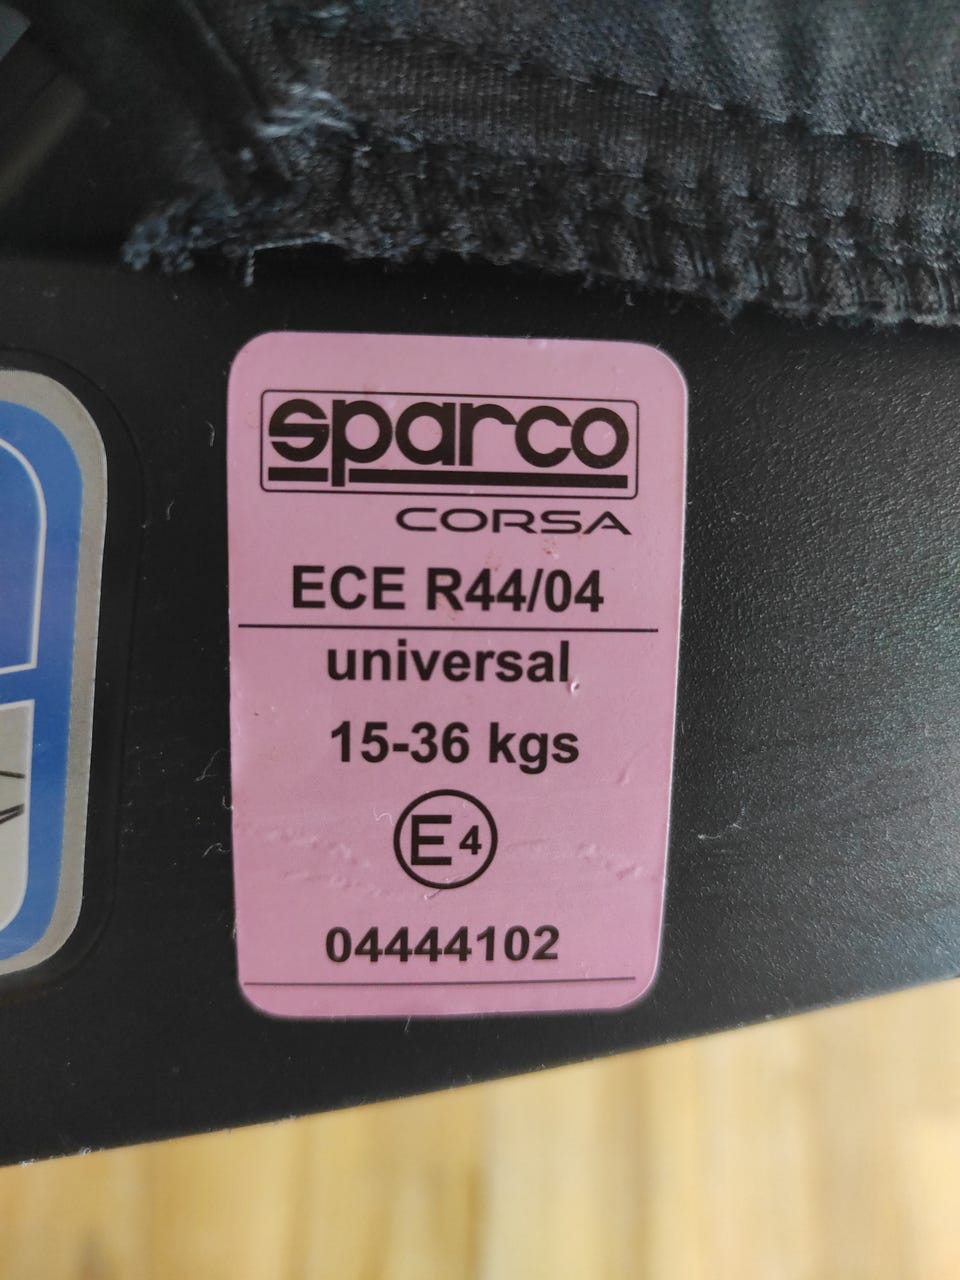 sparco
CORSA
ECE R44/04
universal
15-36 kgs
E4
04444102